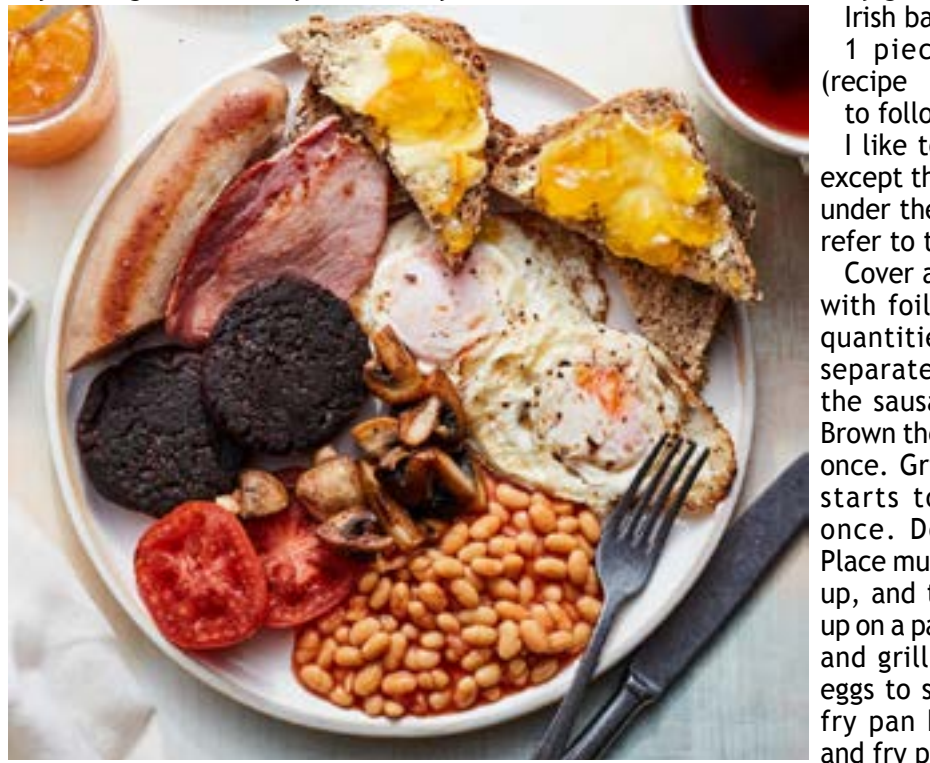 Irish ba
1 piec
(recipe
to follo
I like t
except th
under the
refer to t
Cover a
with foil
quantitie
separate
the sausa
Brown the
once. Gr
starts to
once. D
Place mu
up, and t
up on a pa
and grill
eggs to s
fry pan
and fry p